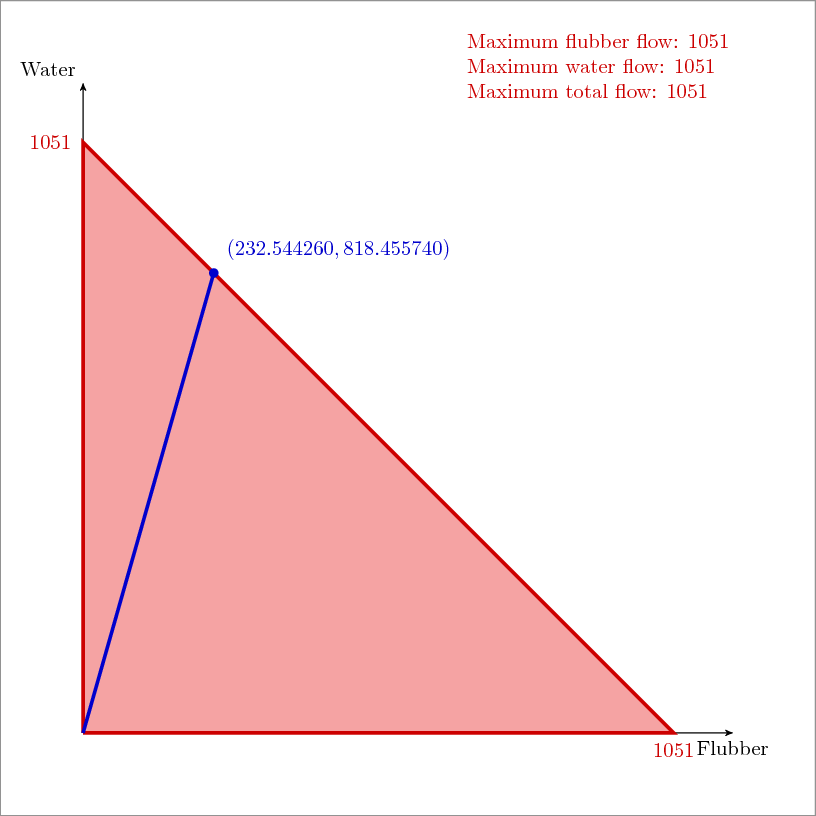 Maximum flubber flow: 1051
Maximum water flow: 1051
Maximum total flow: 1051
Water
1051
(232.544260, 818.455740)
1051
Flubber